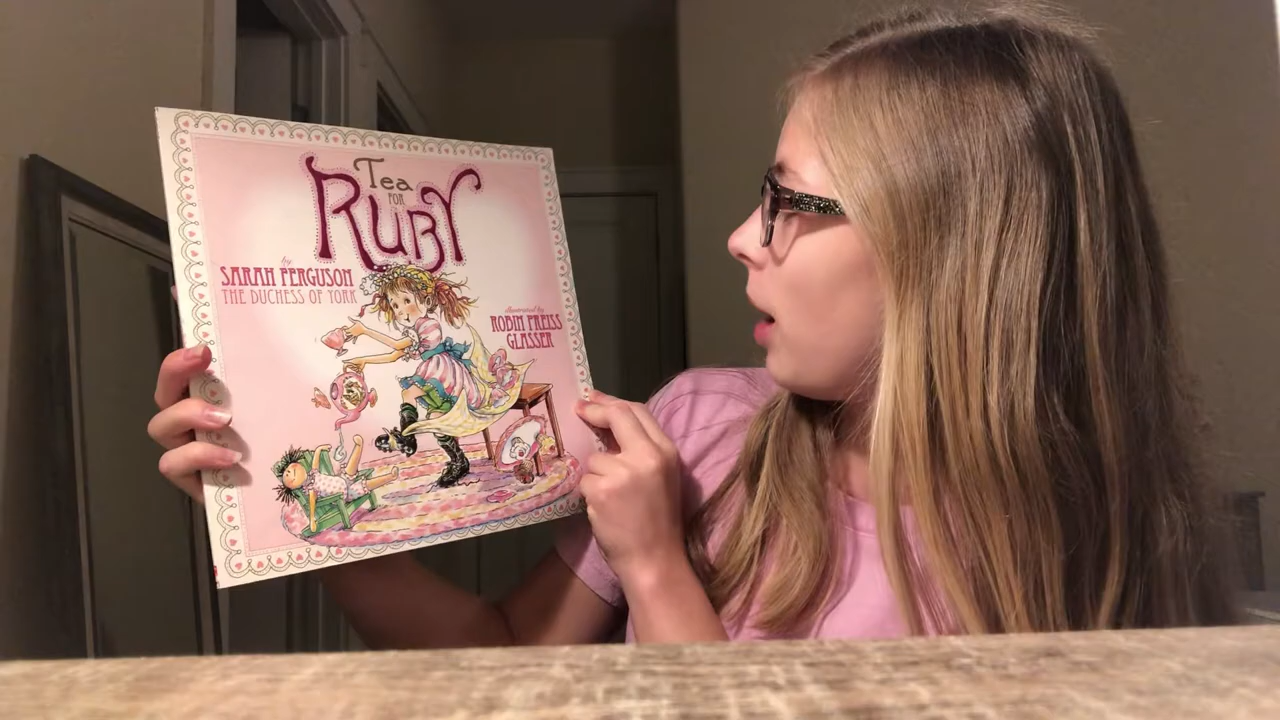 Tea
FOR
RUBY
by
SARAH FERGUSON
THE DUCHESS OF YORK
illustrated by
ROBIN PREISS
GLASSER